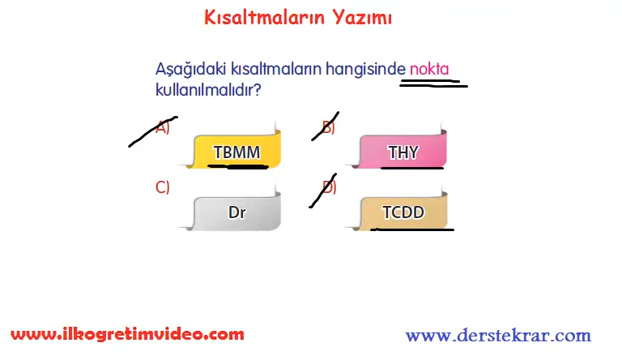 Kısaltmaların Yazımı
Aşağıdaki kısaltmaların hangisinde nokta
kullanılmalıdır?
A) TBMM
B) THY
C) Dr
D) TCDD
www.ilkogretimvideo.com
www.derstekrar.com